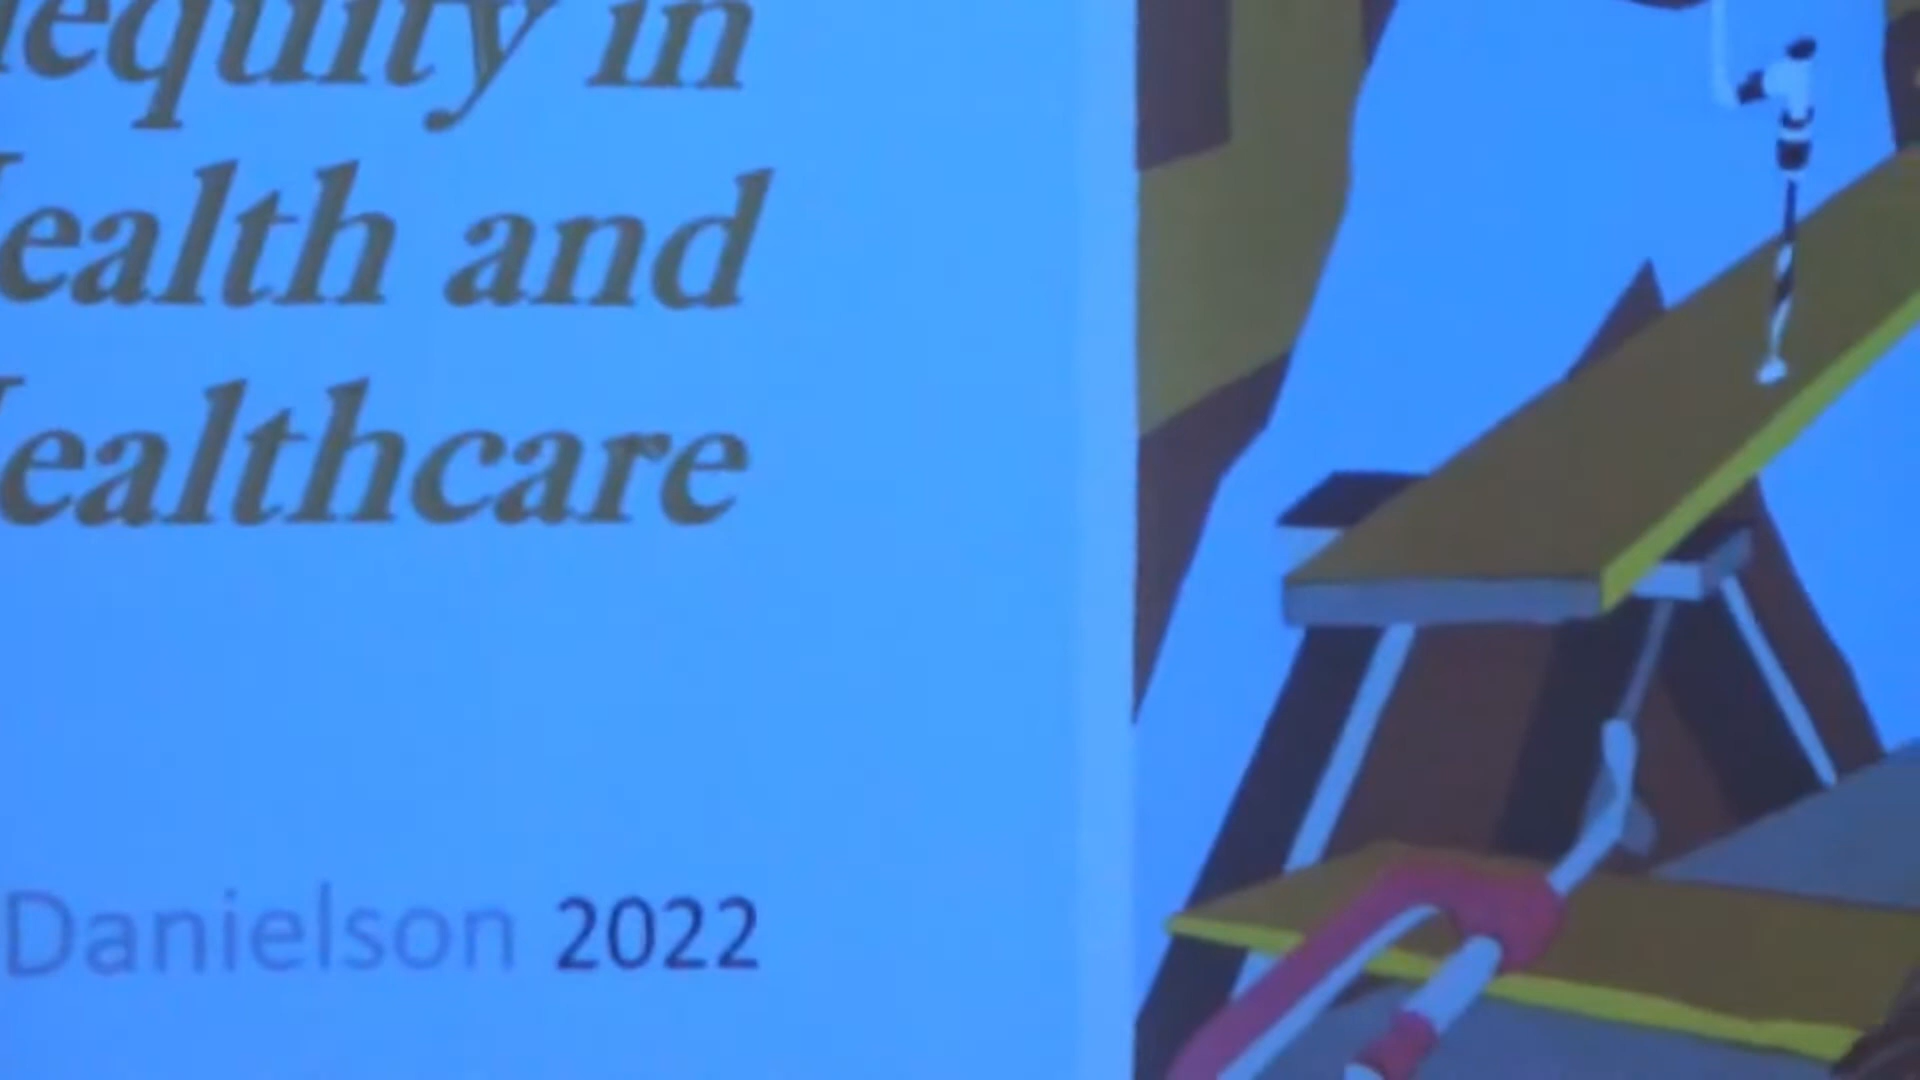 equity in
ealth and
ealthcare
Danielson 2022